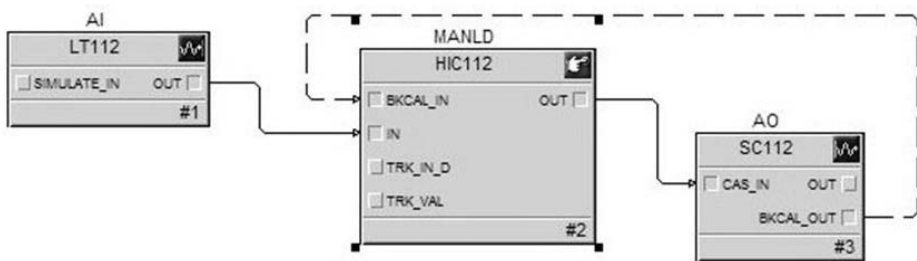 AI
LT112
SIMULATE_IN OUT
#1
MANLD
HIC112
BKCAL_IN OUT
IN
TRK_IN_D
TRK_VAL
#2
AO
SC112
CAS_IN OUT
BKCAL_OUT
#3